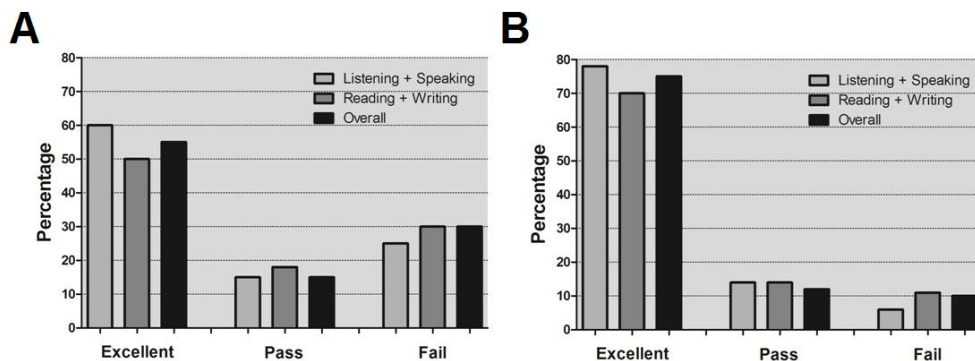 A
80
70
60
50
40
30
20
10
0
Percentage
Listening + Speaking
Reading + Writing
Overall
Excellent
Pass
Fail
B
80
70
60
50
40
30
20
10
0
Percentage
Listening + Speaking
Reading + Writing
Overall
Excellent
Pass
Fail